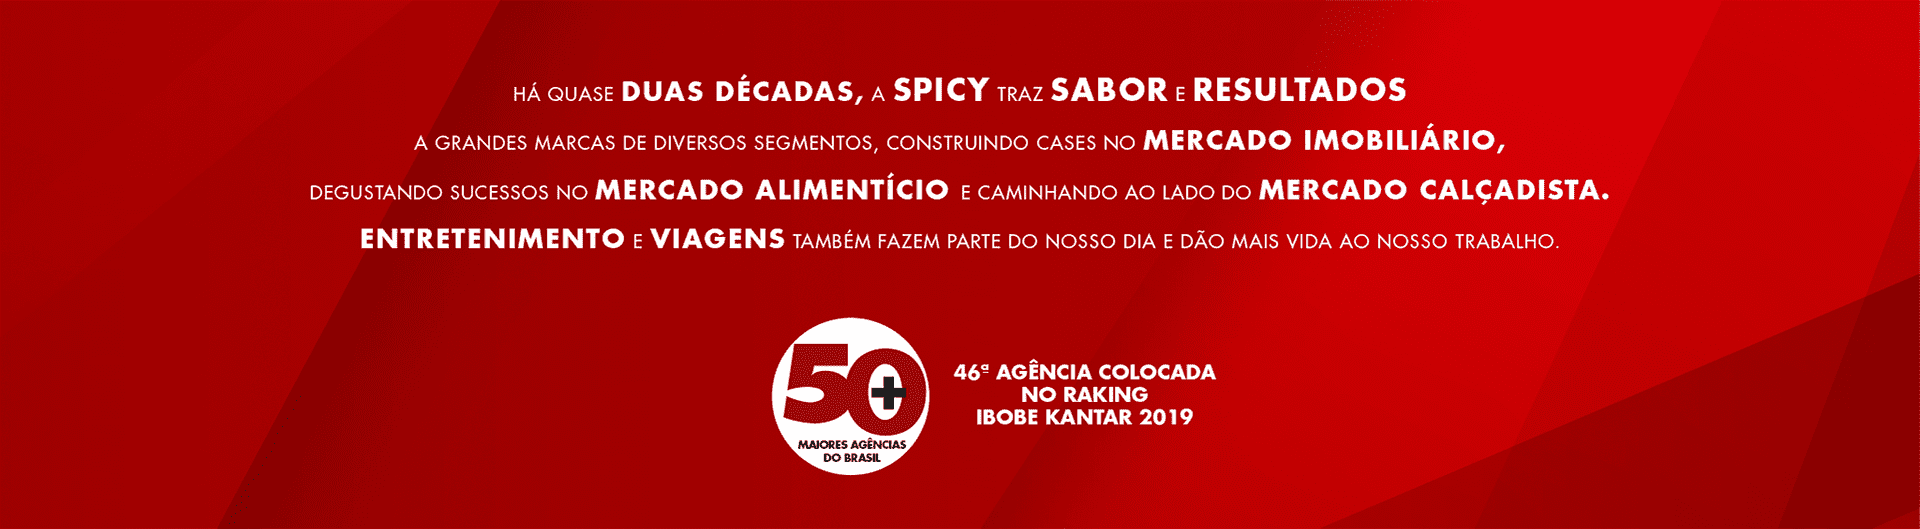 HÁ QUASE DUAS DÉCADAS, A SPICY TRAZ SABOR E RESULTADOS
A GRANDES MARCAS DE DIVERSOS SEGMENTOS, CONSTRUINDO CASES NO MERCADO IMOBILIÁRIO,
DEGUSTANDO SUCESSOS NO MERCADO ALIMENTÍCIO E CAMINHANDO AO LADO DO MERCADO CALÇADISTA.
ENTRETENIMENTO E VIAGENS TAMBÉM FAZEM PARTE DO NOSSO DIA E DÃO MAIS VIDA AO NOSSO TRABALHO.
50+
MAIORES AGÊNCIAS
DO BRASIL
46ª AGÊNCIA COLOCADA
NO RAKING
IBOBE KANTAR 2019